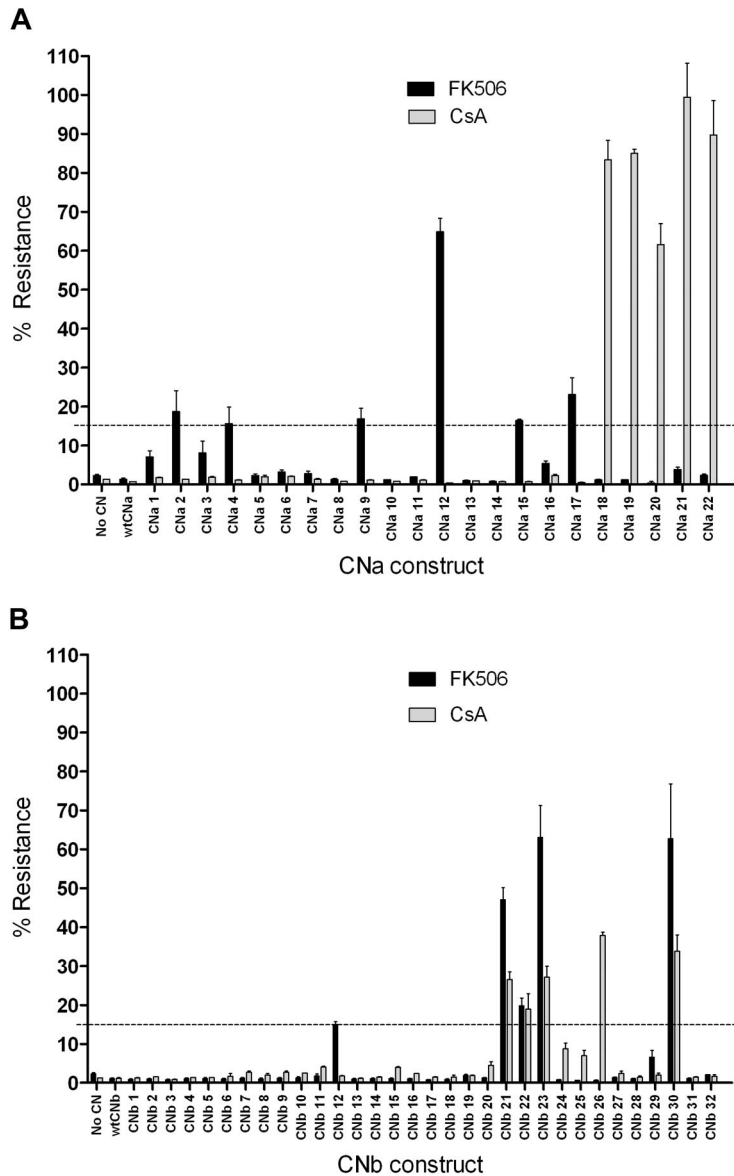 A
110
100
90
80
70
60
50
40
30
20
10
0
% Resistance
FK506
CsA
No CN
wtCNa
CNa 1
CNa 2
CNa 3
CNa 4
CNa 5
CNa 6
CNa 7
CNa 8
CNa 9
CNa 10
CNa 11
CNa 12
CNa 13
CNa 14
CNa 15
CNa 16
CNa 17
CNa 18
CNa 19
CNa 20
CNa 21
CNa 22
CNa construct
B
110
100
90
80
70
60
50
40
30
20
10
0
% Resistance
FK506
CsA
No CN
wtCNb
CNb 1
CNb 2
CNb 3
CNb 4
CNb 5
CNb 6
CNb 7
CNb 8
CNb 9
CNb 10
CNb 11
CNb 12
CNb 13
CNb 14
CNb 15
CNb 16
CNb 17
CNb 18
CNb 19
CNb 20
CNb 21
CNb 22
CNb 23
CNb 24
CNb 25
CNb 26
CNb 27
CNb 28
CNb 29
CNb 30
CNb 31
CNb 32
CNb construct